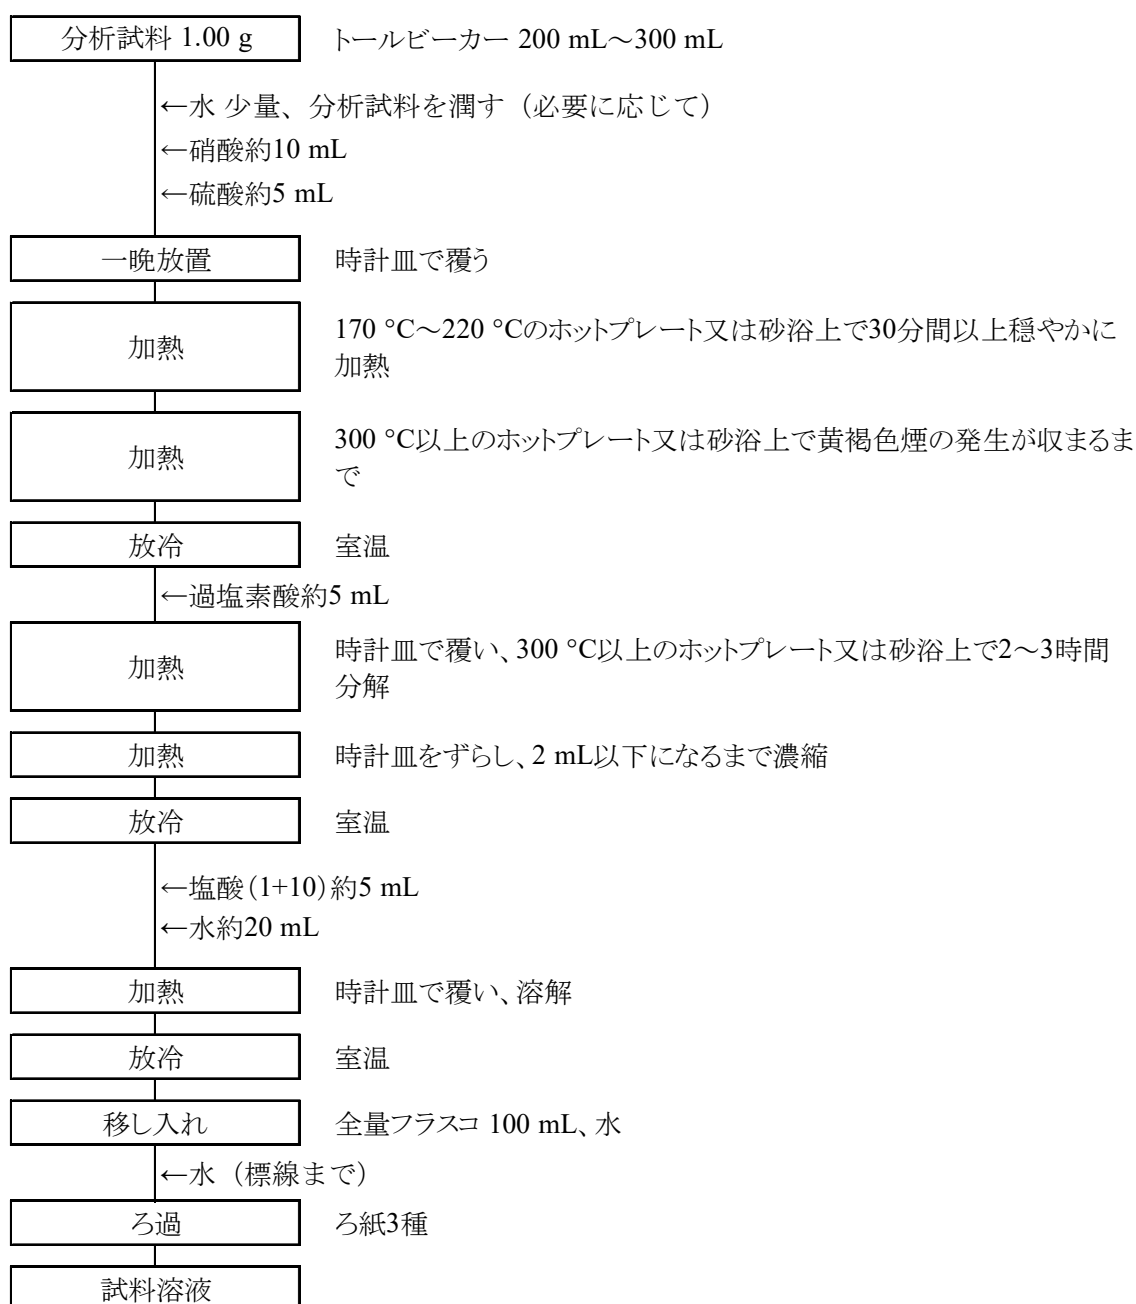 分析試料 1.00 g トールビーカー 200 mL～300 mL
←水 少量、分析試料を潤す（必要に応じて）
←硝酸約10 mL
←硫酸約5 mL
一晩放置 時計皿で覆う
加熱 170 °C～220 °Cのホットプレート又は砂浴上で30分間以上穏やかに
加熱
加熱 300 °C以上のホットプレート又は砂浴上で黄褐色煙の発生が収まるま
で
放冷 室温
←過塩素酸約5 mL
加熱 時計皿で覆い、300 °C以上のホットプレート又は砂浴上で2～3時間
分解
加熱 時計皿をずらし、2 mL以下になるまで濃縮
放冷 室温
←塩酸(1+10)約5 mL
←水約20 mL
加熱 時計皿で覆い、溶解
放冷 室温
移し入れ 全量フラスコ 100 mL、水
←水（標線まで）
ろ過 ろ紙3種
試料溶液